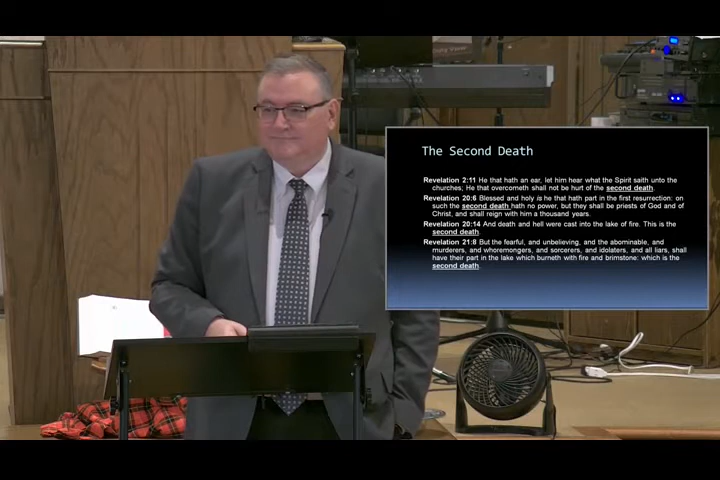 The Second Death
Revelation 2:11 He that hath an ear, let him hear what the Spirit saith unto the
churches; He that overcometh shall not be hurt of the second death.
Revelation 20:6 Blessed and holy is he that hath part in the first resurrection: on
such the second death hath no power, but they shall be priests of God and of
Christ, and shall reign with him a thousand years.
Revelation 20:14 And death and hell were cast into the lake of fire. This is the
second death.
Revelation 21:8 But the fearful, and unbelieving, and the abominable, and
murderers, and whoremongers, and sorcerers, and idolaters, and all liars, shall
have their part in the lake which burneth with fire and brimstone: which is the
second death.